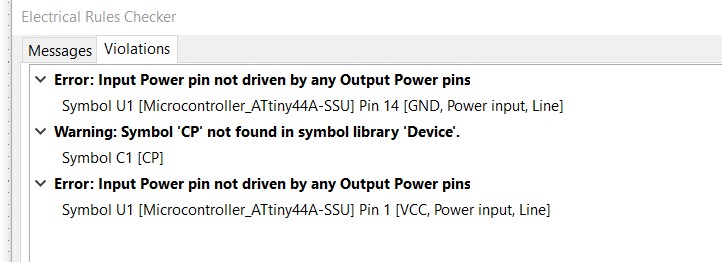 Electrical Rules Checker
Messages Violations
Error: Input Power pin not driven by any Output Power pins
Symbol U1 [Microcontroller_ATtiny44A-SSU] Pin 14 [GND, Power input, Line]
Warning: Symbol 'CP' not found in symbol library 'Device'.
Symbol C1 [CP]
Error: Input Power pin not driven by any Output Power pins
Symbol U1 [Microcontroller_ATtiny44A-SSU] Pin 1 [VCC, Power input, Line]